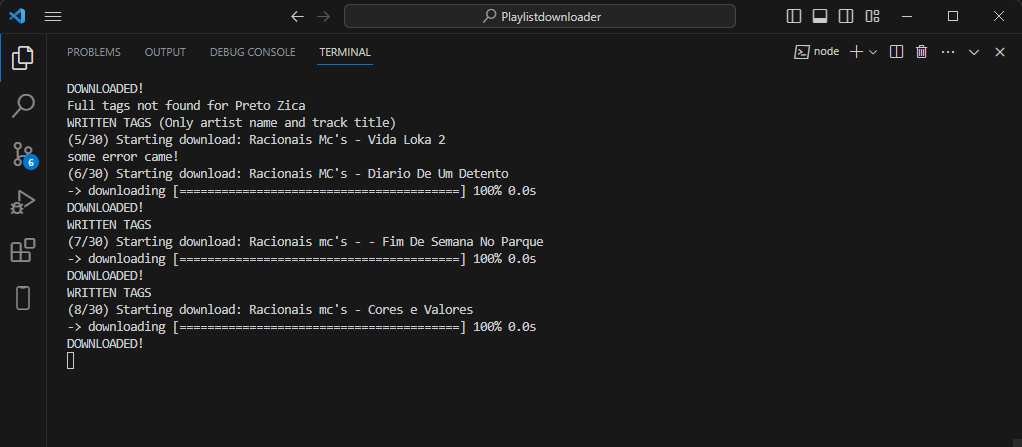 Playlistdownloader
PROBLEMS OUTPUT DEBUG CONSOLE TERMINAL node
DOWNLOADED!
Full tags not found for Preto Zica
WRITTEN TAGS (Only artist name and track title)
(5/30) Starting download: Racionais Mc's - Vida Loka 2
some error came!
(6/30) Starting download: Racionais MC's - Diario De Um Detento
-> downloading [========================================] 100% 0.0s
DOWNLOADED!
WRITTEN TAGS
(7/30) Starting download: Racionais mc's - - Fim De Semana No Parque
-> downloading [========================================] 100% 0.0s
DOWNLOADED!
WRITTEN TAGS
(8/30) Starting download: Racionais mc's - Cores e Valores
-> downloading [========================================] 100% 0.0s
DOWNLOADED!
6